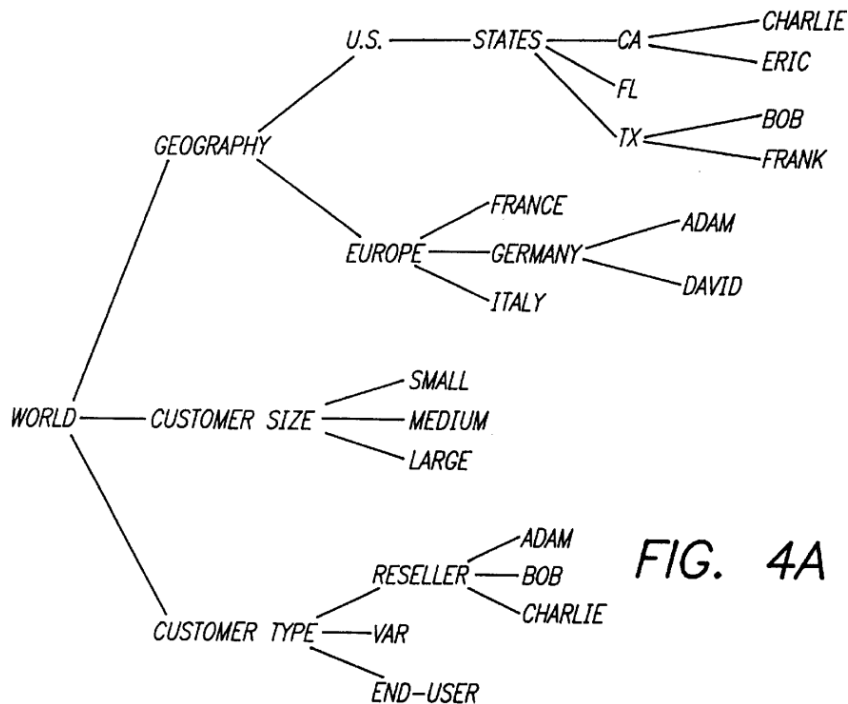 CHARLIE
U.S. STATES CA
ERIC
FL
BOB
TX
GEOGRAPHY
FRANK
FRANCE
ADAM
EUROPE GERMANY
DAVID
ITALY
SMALL
WORLD CUSTOMER SIZE MEDIUM
LARGE
ADAM
RESELLER BOB
CHARLIE
FIG. 4A
CUSTOMER TYPE VAR
END-USER